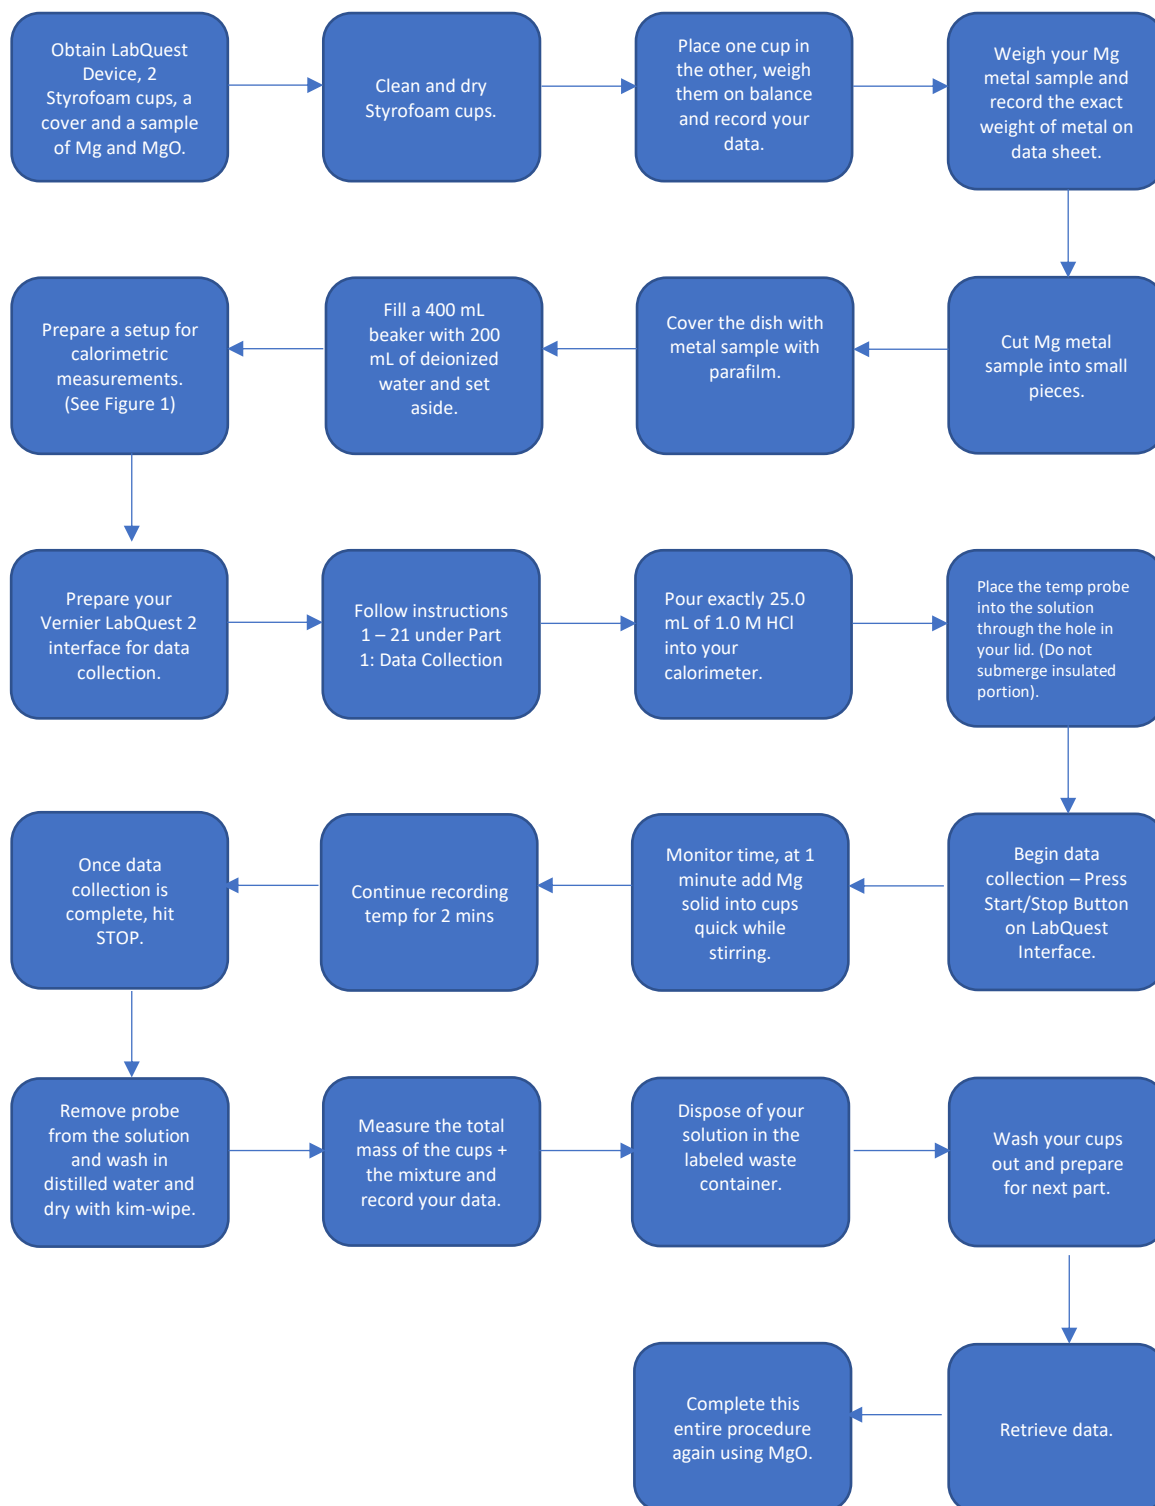 Obtain LabQuest
Device, 2
Styrofoam cups, a
cover and a sample
of Mg and MgO.
Clean and dry
Styrofoam cups.
Place one cup in
the other, weigh
them on balance
and record your
data.
Weigh your Mg
metal sample and
record the exact
weight of metal on
data sheet.
Cut Mg metal
sample into small
pieces.
Cover the dish with
metal sample with
parafilm.
Fill a 400 mL
beaker with 200
mL of deionized
water and set
aside.
Prepare a setup for
calorimetric
measurements.
(See Figure 1)
Prepare your
Vernier LabQuest 2
interface for data
collection.
Follow instructions
1 – 21 under Part
1: Data Collection
Pour exactly 25.0
mL of 1.0 M HCl
into your
calorimeter.
Place the temp probe
into the solution
through the hole in
your lid. (Do not
submerge insulated
portion).
Begin data
collection – Press
Start/Stop Button
on LabQuest
Interface.
Monitor time, at 1
minute add Mg
solid into cups
quick while
stirring.
Continue recording
temp for 2 mins
Once data
collection is
complete, hit
STOP.
Remove probe
from the solution
and wash in
distilled water and
dry with kim-wipe.
Measure the total
mass of the cups +
the mixture and
record your data.
Dispose of your
solution in the
labeled waste
container.
Wash your cups
out and prepare
for next part.
Retrieve data.
Complete this
entire procedure
again using MgO.